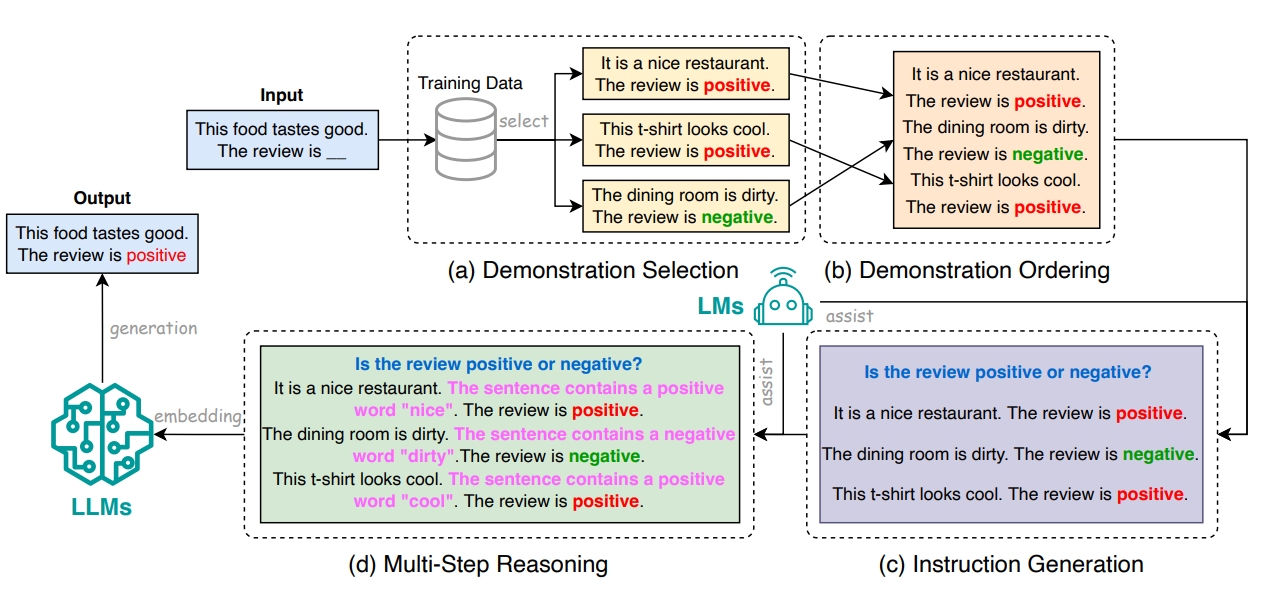 Input
This food tastes good.
The review is __
Training Data
select
It is a nice restaurant.
The review is positive.
This t-shirt looks cool.
The review is positive.
The dining room is dirty.
The review is negative.
(a) Demonstration Selection
It is a nice restaurant.
The review is positive.
The dining room is dirty.
The review is negative.
This t-shirt looks cool.
The review is positive.
(b) Demonstration Ordering
LMs
assist
assist
Is the review positive or negative?
It is a nice restaurant. The review is positive.
The dining room is dirty. The review is negative.
This t-shirt looks cool. The review is positive.
(c) Instruction Generation
Is the review positive or negative?
It is a nice restaurant. The sentence contains a positive
word "nice". The review is positive.
The dining room is dirty. The sentence contains a negative
word "dirty".The review is negative.
This t-shirt looks cool. The sentence contains a positive
word "cool". The review is positive.
(d) Multi-Step Reasoning
embedding
LLMs
generation
Output
This food tastes good.
The review is positive